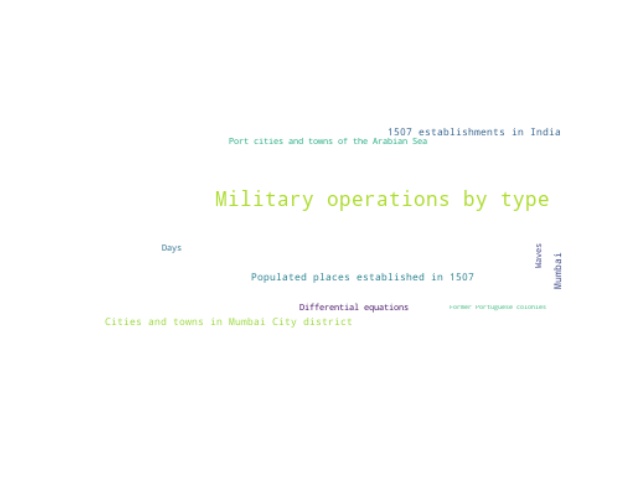 1507 establishments in India
Port cities and towns of the Arabian Sea
Military operations by type
Days
Waves
Mumbai
Populated places established in 1507
Differential equations
Former Portuguese colonies
Cities and towns in Mumbai City district